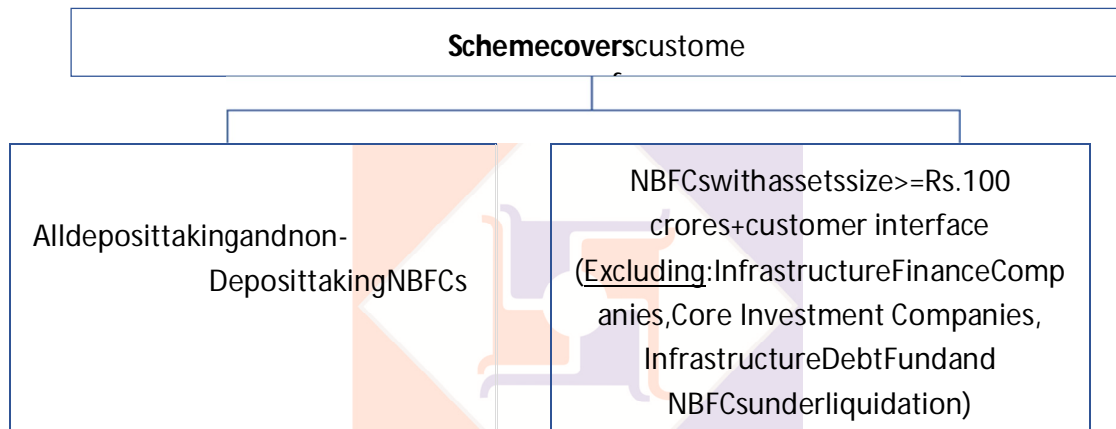 Schemecoverscustome
Alldeposittakingandnon-
DeposittakingNBFCs
NBFCswithassetssize>=Rs.100
crores+customer interface
(Excluding:InfrastructureFinanceComp
anies,Core Investment Companies,
InfrastructureDebtFundand
NBFCsunderliquidation)